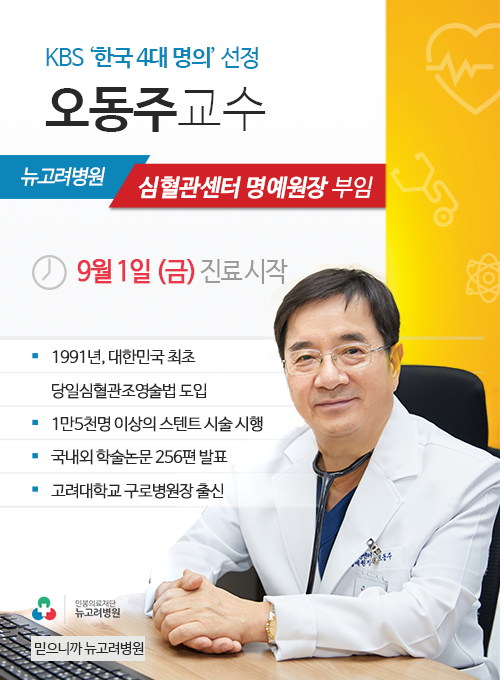 KBS ‘한국 4대 명의’ 선정
오동주교수
뉴고려병원
심혈관센터 명예원장 부임
9월 1일 (금) 진료 시작
▪ 1991년, 대한민국 최초
당일심혈관조영술법 도입
▪ 1만5천명 이상의 스텐트 시술 시행
▪ 국내외 학술논문 256편 발표
▪ 고려대학교 구로병원장 출신
인봉의료재단
뉴고려병원
믿으니까 뉴고려병원